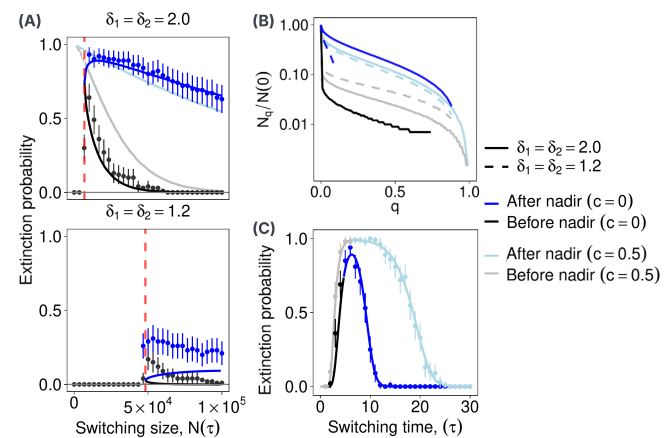 (A)
δ₁ = δ₂ = 2.0
1.0
0.5
0.0
δ₁ = δ₂ = 1.2
1.0
0.5
0.0
0
5×10⁴
1×10⁵
Extinction probability
Switching size, N(τ)
(B)
1.00
0.10
0.01
N_q/N(0)
0.0
0.5
1.0
q
δ₁ = δ₂ = 2.0
δ₁ = δ₂ = 1.2
After nadir (c = 0)
Before nadir (c = 0)
After nadir (c = 0.5)
Before nadir (c = 0.5)
(C)
1.0
0.5
0.0
Extinction probability
0
10
20
30
Switching time, (τ)